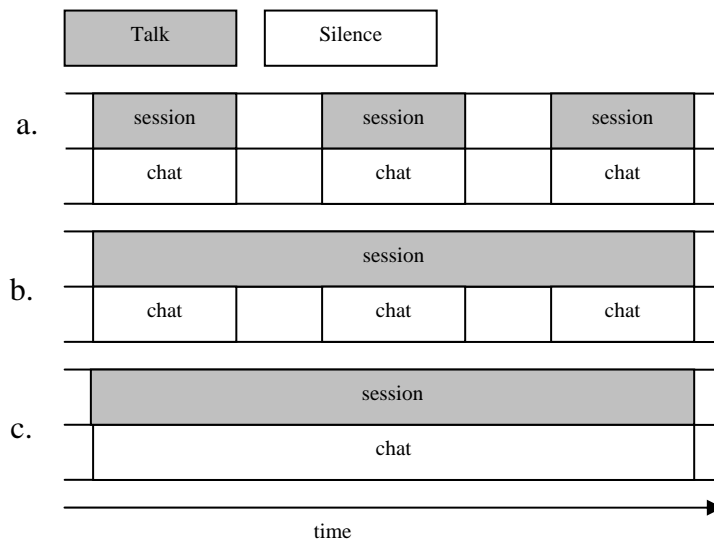 Talk Silence
a. session session session
chat chat chat
session
b. chat chat chat
session
c. chat
time